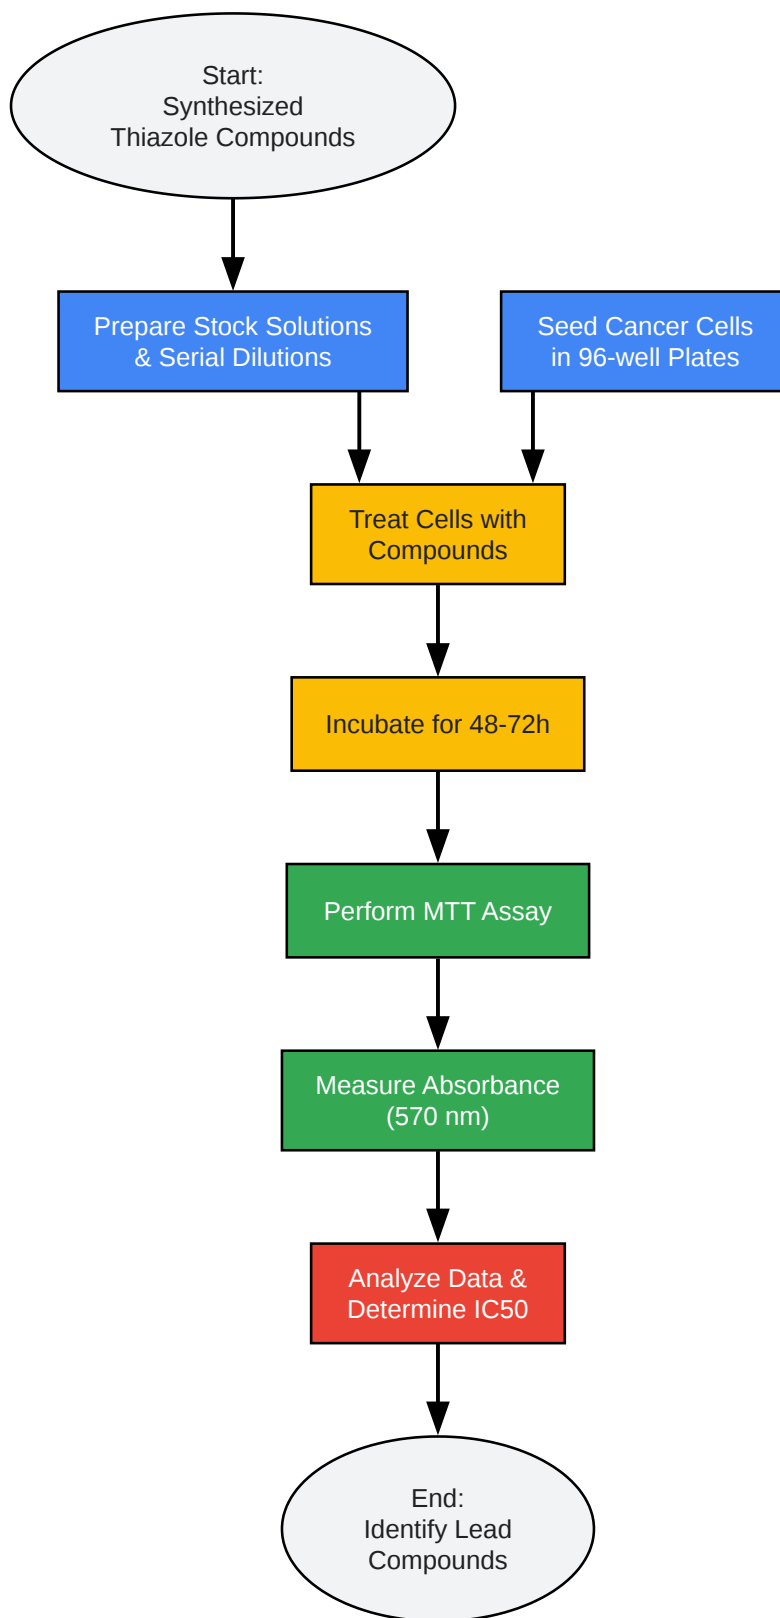 Start:
Synthesized
Thiazole Compounds
Prepare Stock Solutions
& Serial Dilutions
Seed Cancer Cells
in 96-well Plates
Treat Cells with
Compounds
Incubate for 48-72h
Perform MTT Assay
Measure Absorbance
(570 nm)
Analyze Data &
Determine IC50
End:
Identify Lead
Compounds